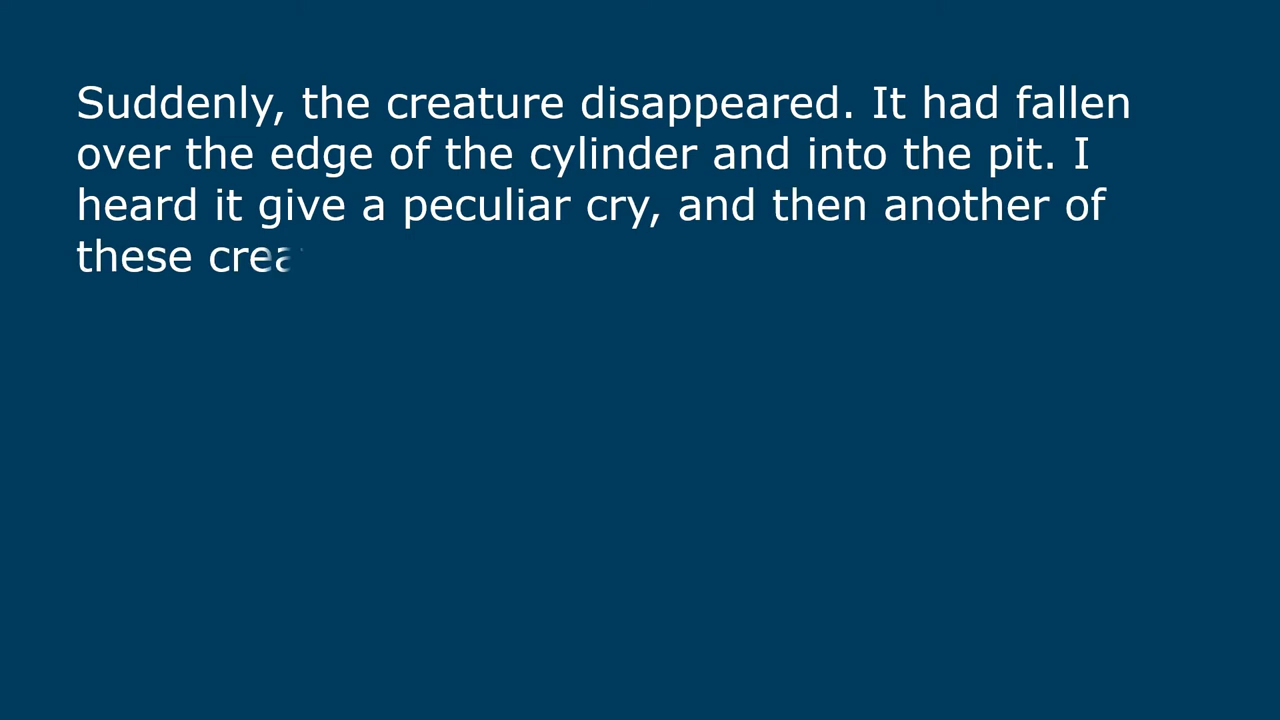 Suddenly, the creature disappeared. It had fallen
over the edge of the cylinder and into the pit. I
heard it give a peculiar cry, and then another of
these crea